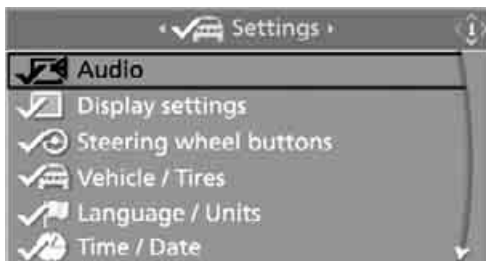 Settings
Audio
Display settings
Steering wheel buttons
Vehicle / Tires
Language / Units
Time / Date